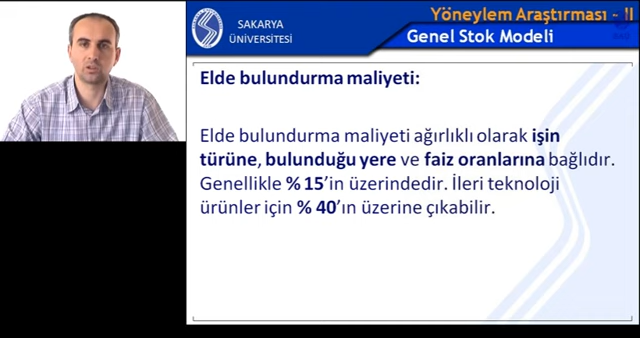 SAKARYA
ÜNİVERSİTESİ
Yöneylem Araştırması - II
Genel Stok Modeli
Elde bulundurma maliyeti:
Elde bulundurma maliyeti ağırlıklı olarak işin
türüne, bulunduğu yere ve faiz oranlarına bağlıdır.
Genellikle % 15’in üzerindedir. İleri teknoloji
ürünler için % 40’ın üzerine çıkabilir.